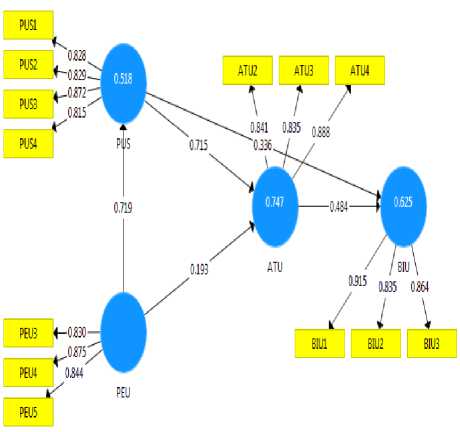 PUS1
PUS2
PUS3
PUS4
0.828
0.829
0.872
0.815
0.518
PUS
ATU2
ATU3
ATU4
0.841
0.835
0.888
0.336
0.715
0.719
0.193
0.747
ATU
0.484
0.625
BIU
0.915
0.835
0.864
BIU1
BIU2
BIU3
PEU3
PEU4
PEU5
0.830
0.875
0.844
PEU